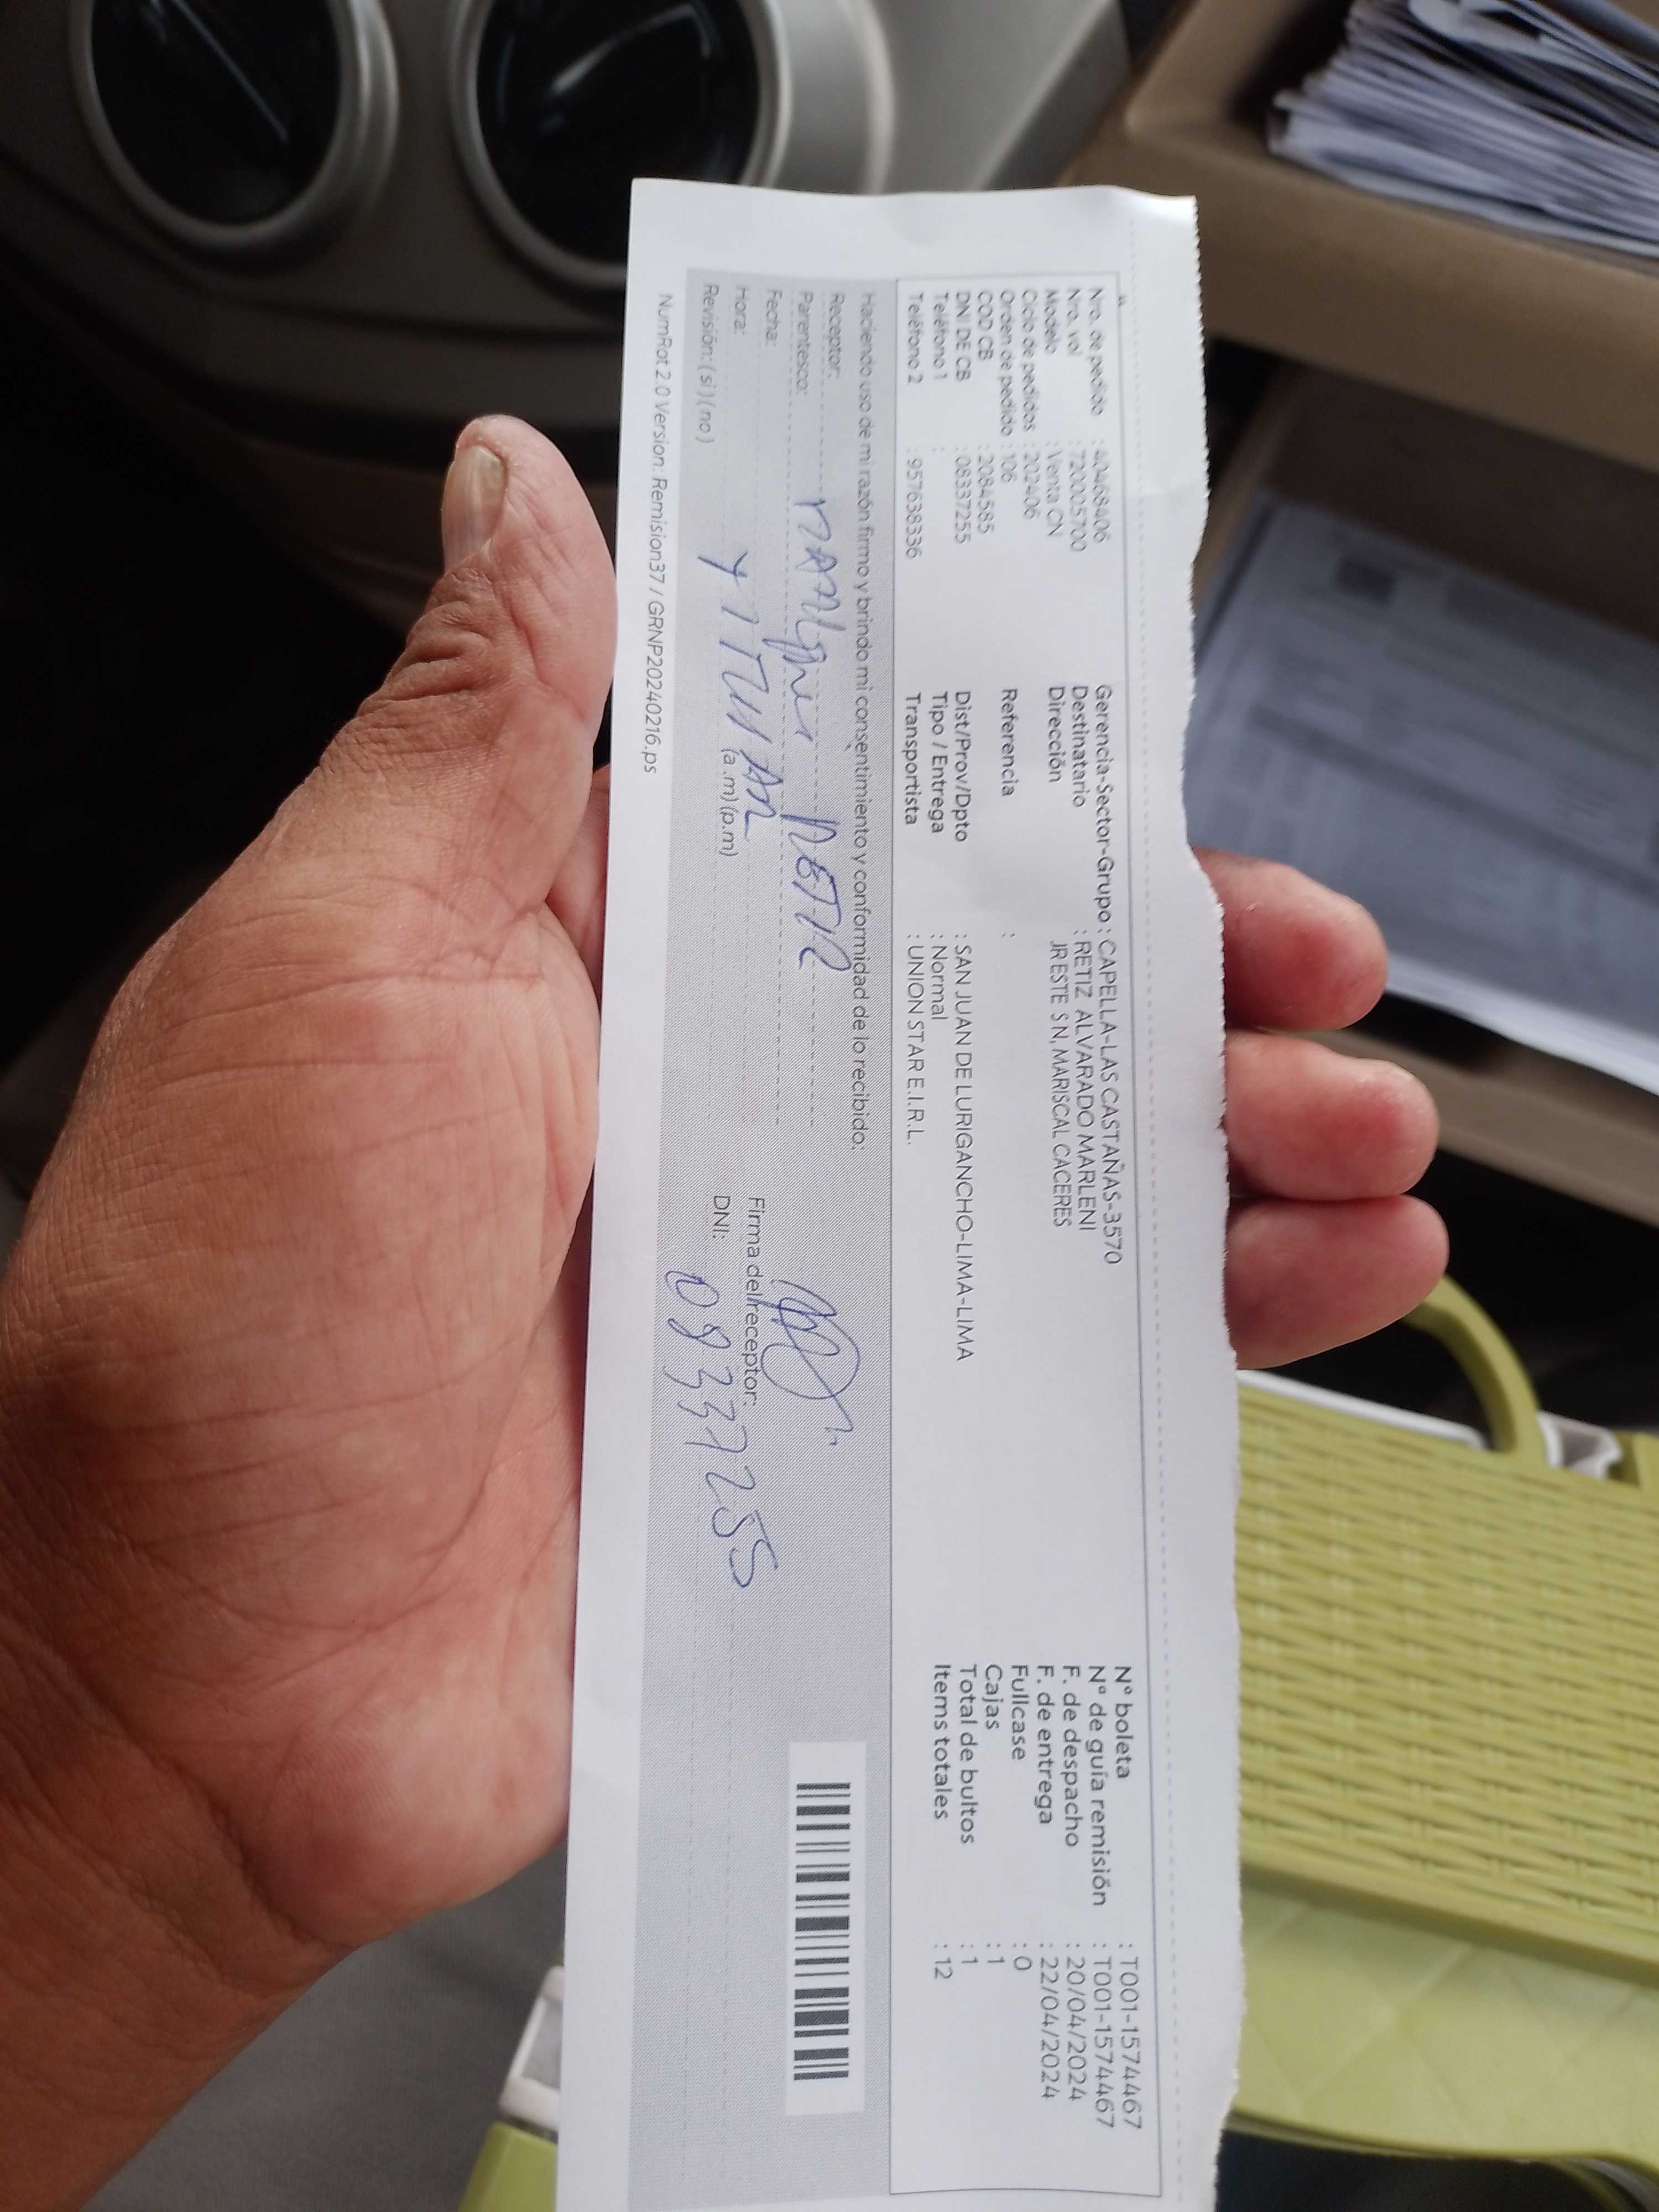 Nro. de pedido : 40468406
Nro. vol : 720005700
Modelo : Venta CN
Ciclo de pedidos : 202406
Orden de pedido : 106
COD CB : 2084585
DNI DE CB : 08337255
Teléfono 1 :
Teléfono 2 : 957638336
Gerencia-Sector-Grupo : CAPELLA-LAS CASTAÑAS-3570
Destinatario : RETIZ ALVARADO MARLENI
Dirección JR ESTE S N, MARISCAL CACERES
Referencia :
Dist/Prov/Dpto : SAN JUAN DE LURIGANCHO-LIMA-LIMA
Tipo / Entrega : Normal
Transportista : UNION STAR E.I.R.L.
N° boleta : T001-1574467
N° de guía remisión : T001-1574467
F. de despacho : 20/04/2024
F. de entrega : 22/04/2024
Fullcase : 0
Cajas : 1
Total de bultos : 1
Items totales : 12
Haciendo uso de mi razón firmo y brindo mi consentimiento y conformidad de lo recibido:
Receptor:
Parentesco:
Fecha:
Hora: (a.m) (p.m)
Revisión: ( si ) ( no )
Firma del receptor:
DNI: 08337255
NumRot 2.0 Version: Remision37 / GRNP20240216.ps